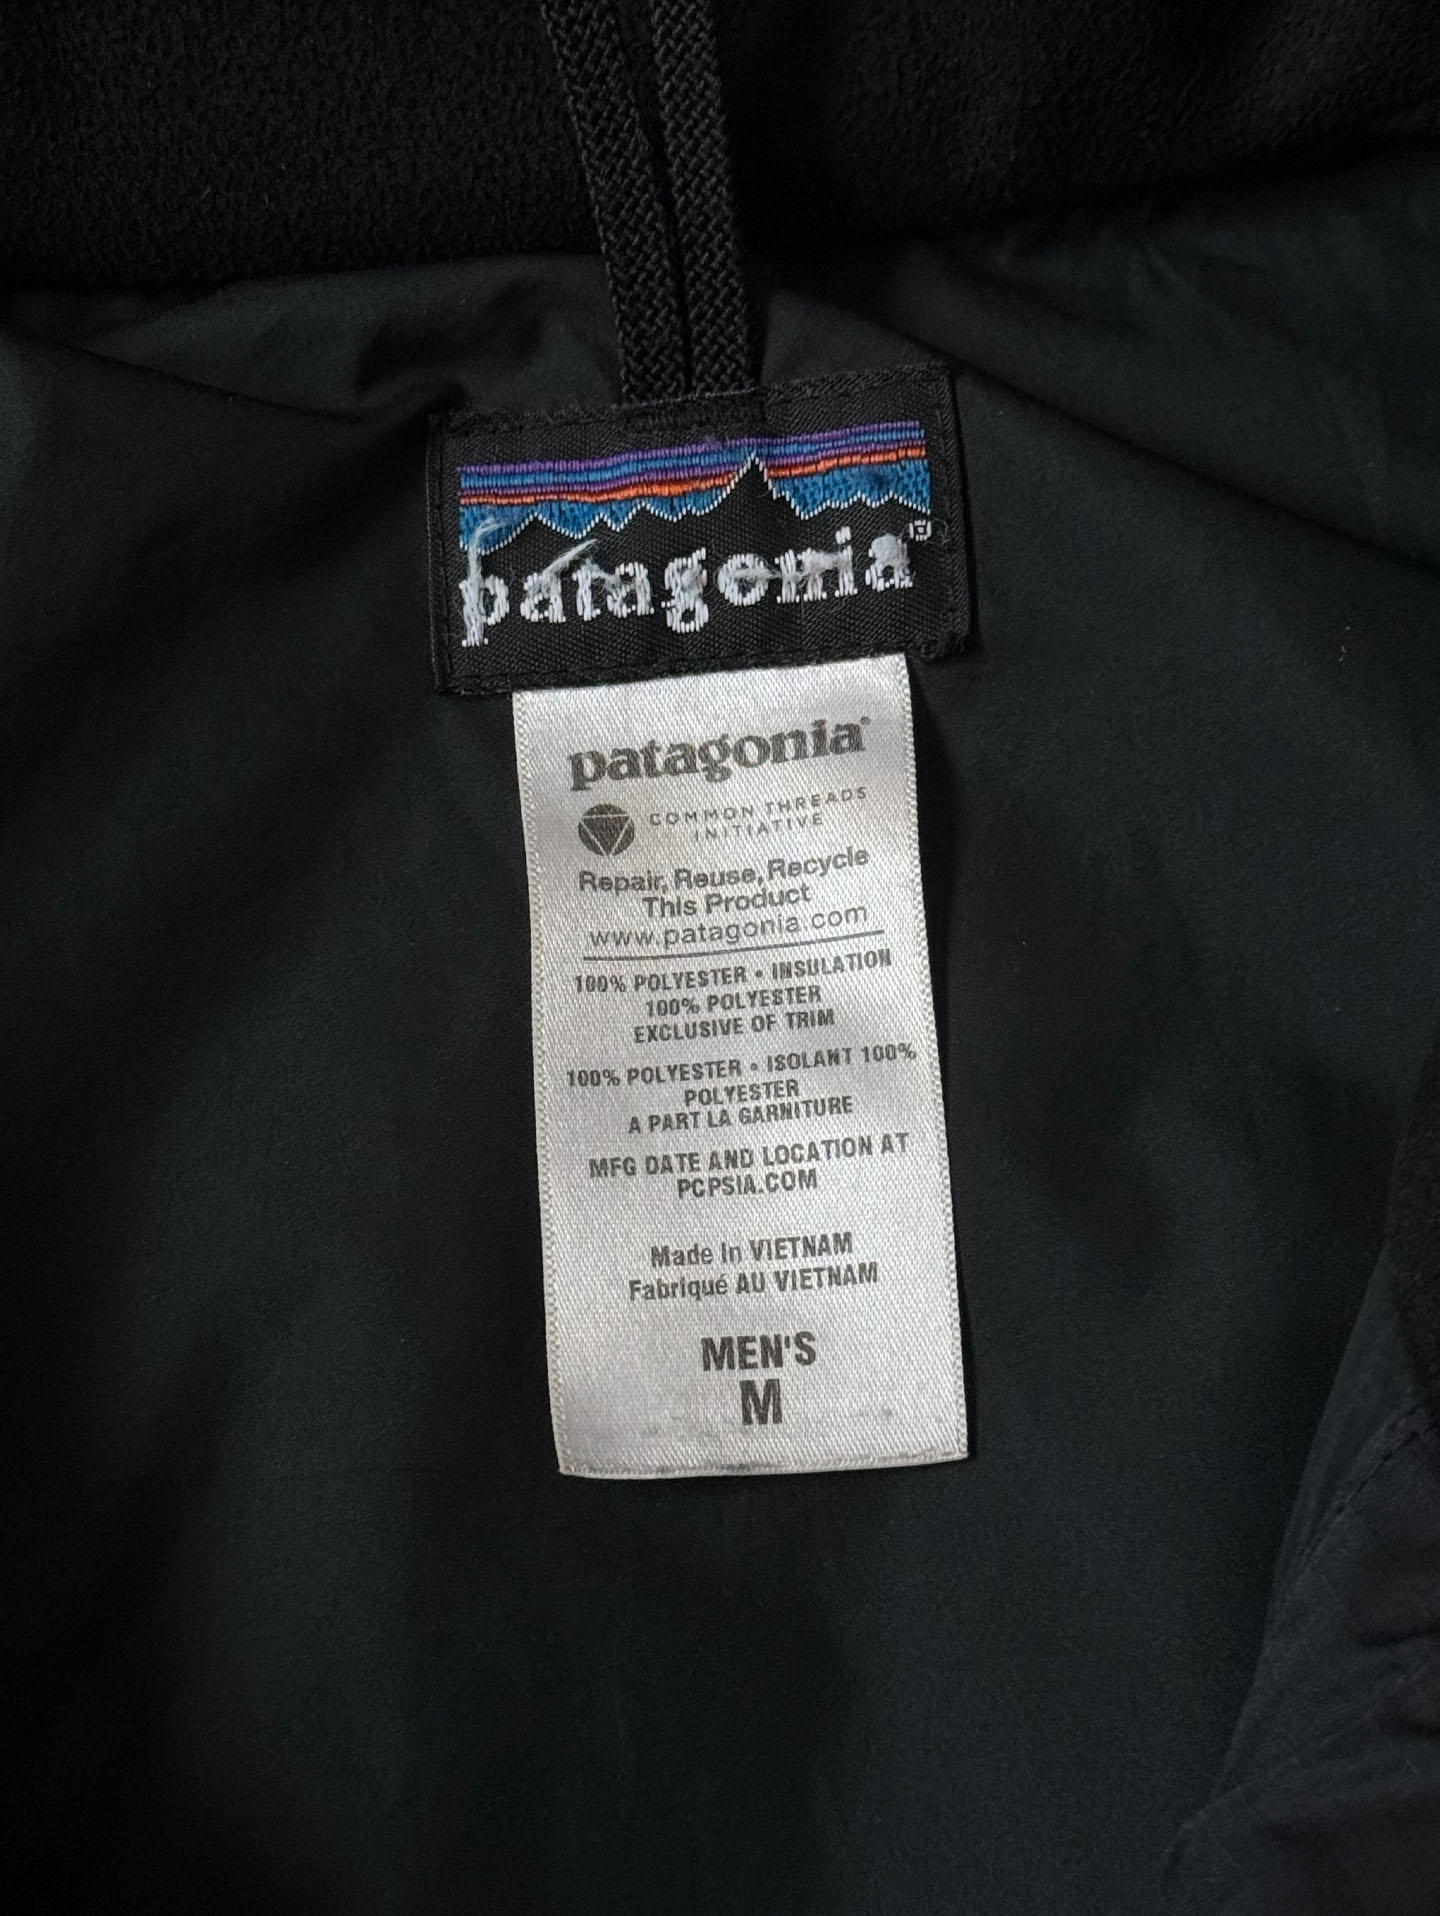 patagonia®
patagonia®
COMMON THREADS
INITIATIVE
Repair, Reuse, Recycle
This Product
www.patagonia.com
100% POLYESTER • INSULATION
100% POLYESTER
EXCLUSIVE OF TRIM
100% POLYESTER • ISOLANT 100%
POLYESTER
A PART LA GARNITURE
MFG DATE AND LOCATION AT
PCPSIA.COM
Made in VIETNAM
Fabriqué AU VIETNAM
MEN'S
M